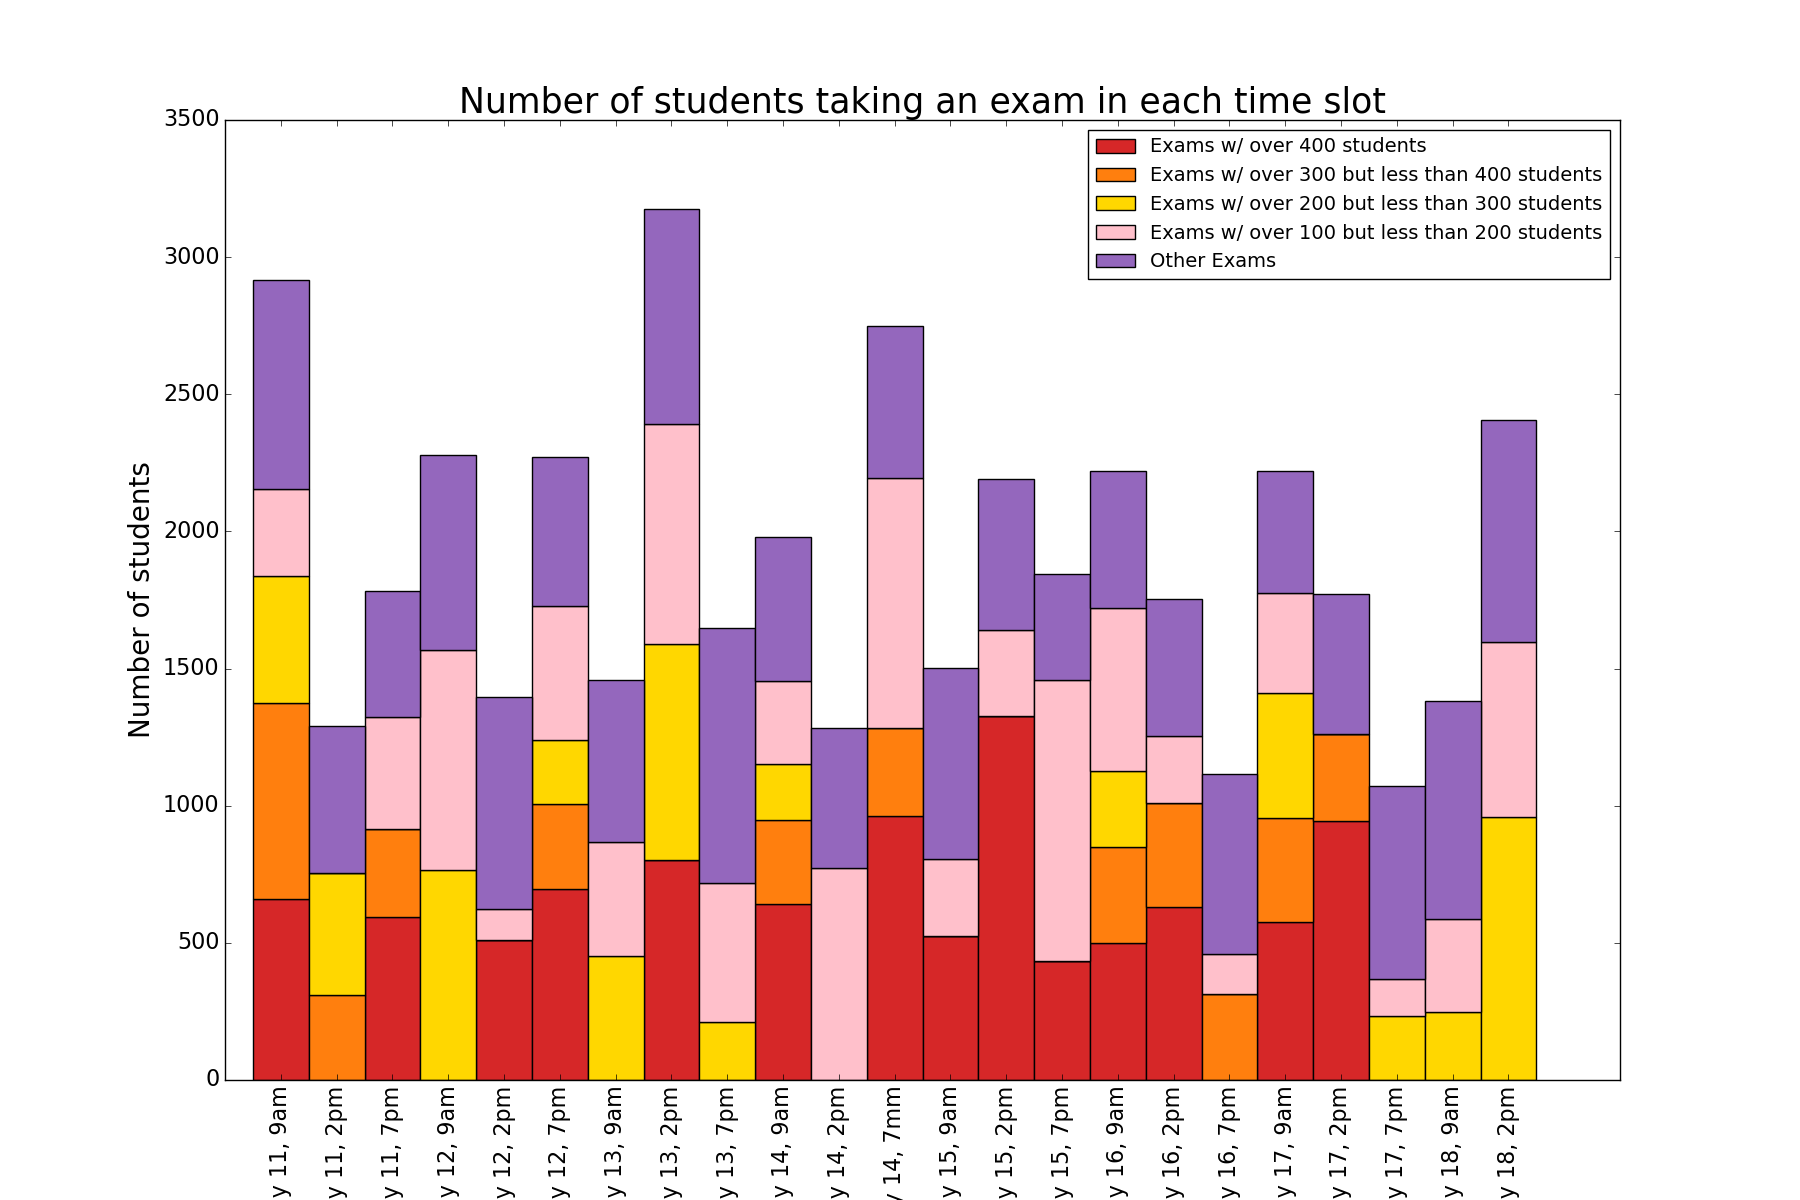 Number of students taking an exam in each time slot
Exams w/ over 400 students
Exams w/ over 300 but less than 400 students
Exams w/ over 200 but less than 300 students
Exams w/ over 100 but less than 200 students
Other Exams
Number of students
3500
3000
2500
2000
1500
1000
500
0
y 11, 9am
y 11, 2pm
y 11, 7pm
y 12, 9am
y 12, 2pm
y 12, 7pm
y 13, 9am
y 13, 2pm
y 13, 7pm
y 14, 9am
y 14, 2pm
y 14, 7mm
y 15, 9am
y 15, 2pm
y 15, 7pm
y 16, 9am
y 16, 2pm
y 16, 7pm
y 17, 9am
y 17, 2pm
y 17, 7pm
y 18, 9am
y 18, 2pm